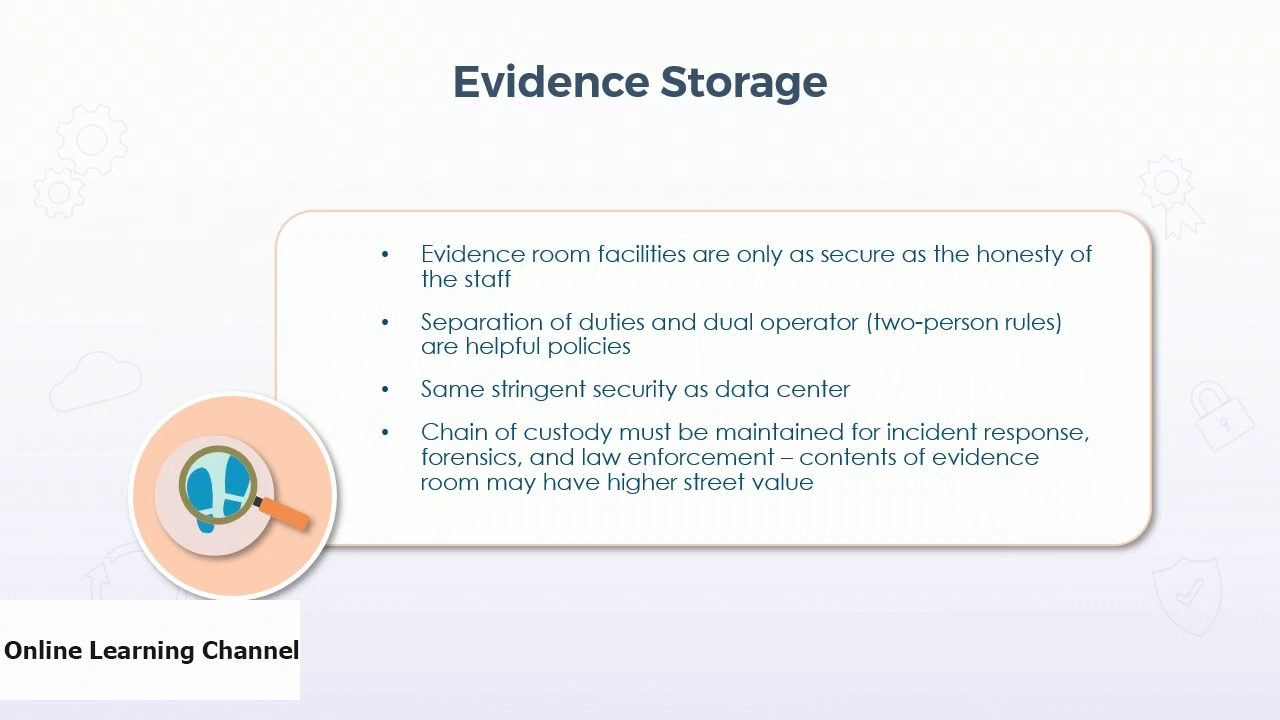 Evidence Storage
• Evidence room facilities are only as secure as the honesty of
the staff
• Separation of duties and dual operator (two-person rules)
are helpful policies
• Same stringent security as data center
• Chain of custody must be maintained for incident response,
forensics, and law enforcement – contents of evidence
room may have higher street value
Online Learning Channel